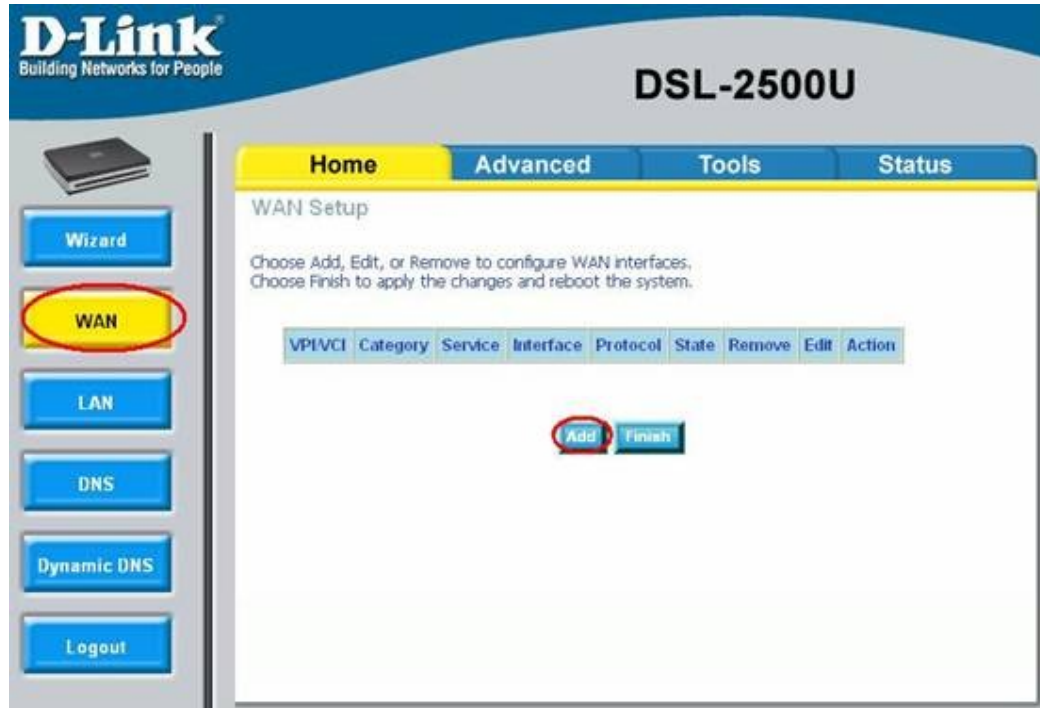 D-Link
Building Networks for People
DSL-2500U
Home Advanced Tools Status
Wizard
WAN
LAN
DNS
Dynamic DNS
Logout
WAN Setup
Choose Add, Edit, or Remove to configure WAN interfaces.
Choose Finish to apply the changes and reboot the system.
VPI/VCI Category Service Interface Protocol State Remove Edit Action
Add Finish